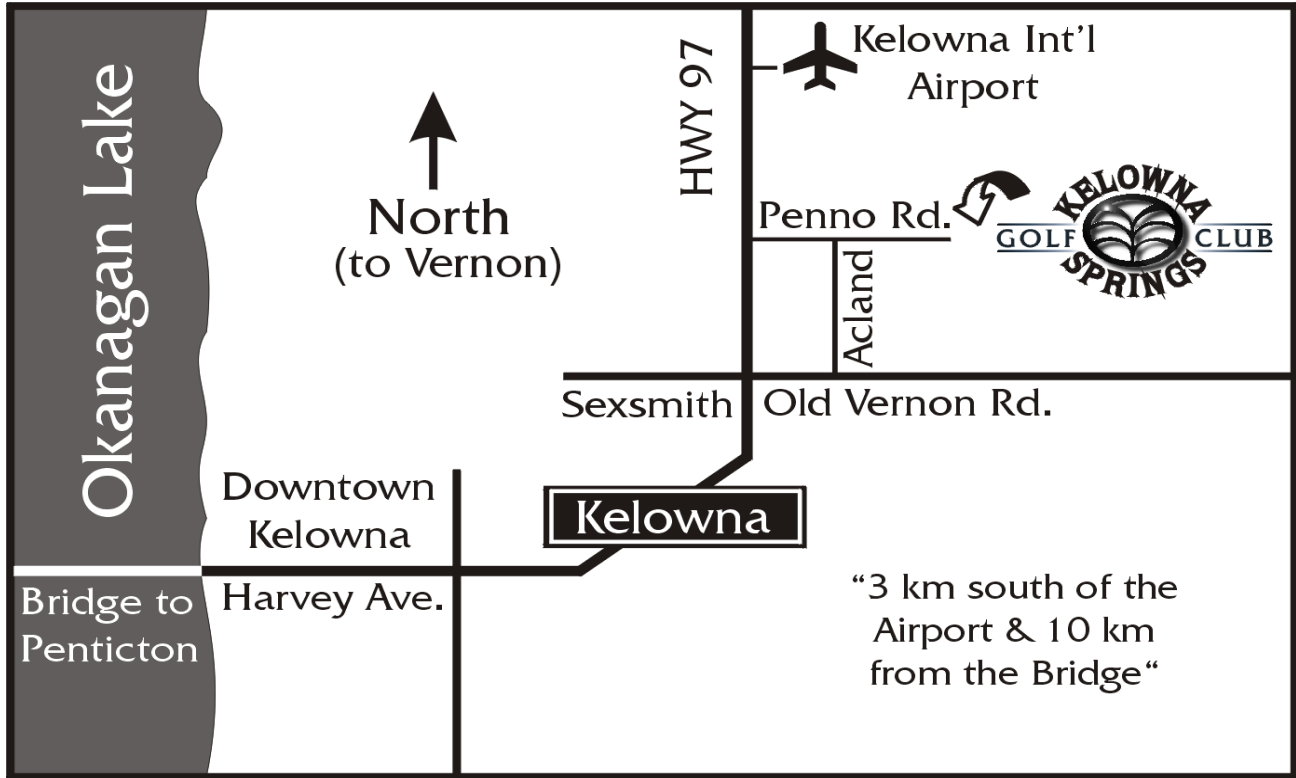 Okanagan Lake
HWY 97
Kelowna Int'l
Airport
North
(to Vernon)
Penno Rd.
KELOWNA
GOLF CLUB
SPRINGS
Acland
Sexsmith
Old Vernon Rd.
Downtown
Kelowna
Kelowna
Bridge to
Penticton
Harvey Ave.
“3 km south of the
Airport & 10 km
from the Bridge“